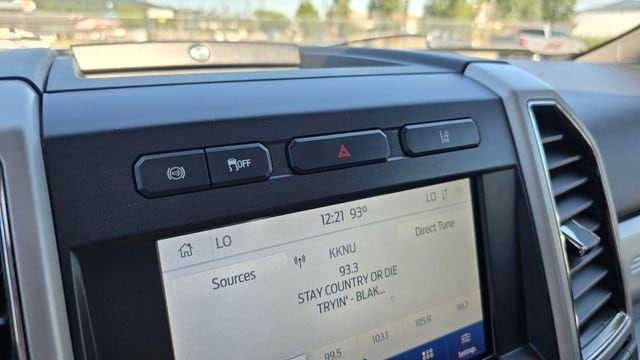 OFF
12:21 93°
LO
LO
KKNU
Direct Tune
Sources
93.3
STAY COUNTRY OR DIE
TRYIN' - BLAK...
99.5 103.1 105.9 98.7
Settings